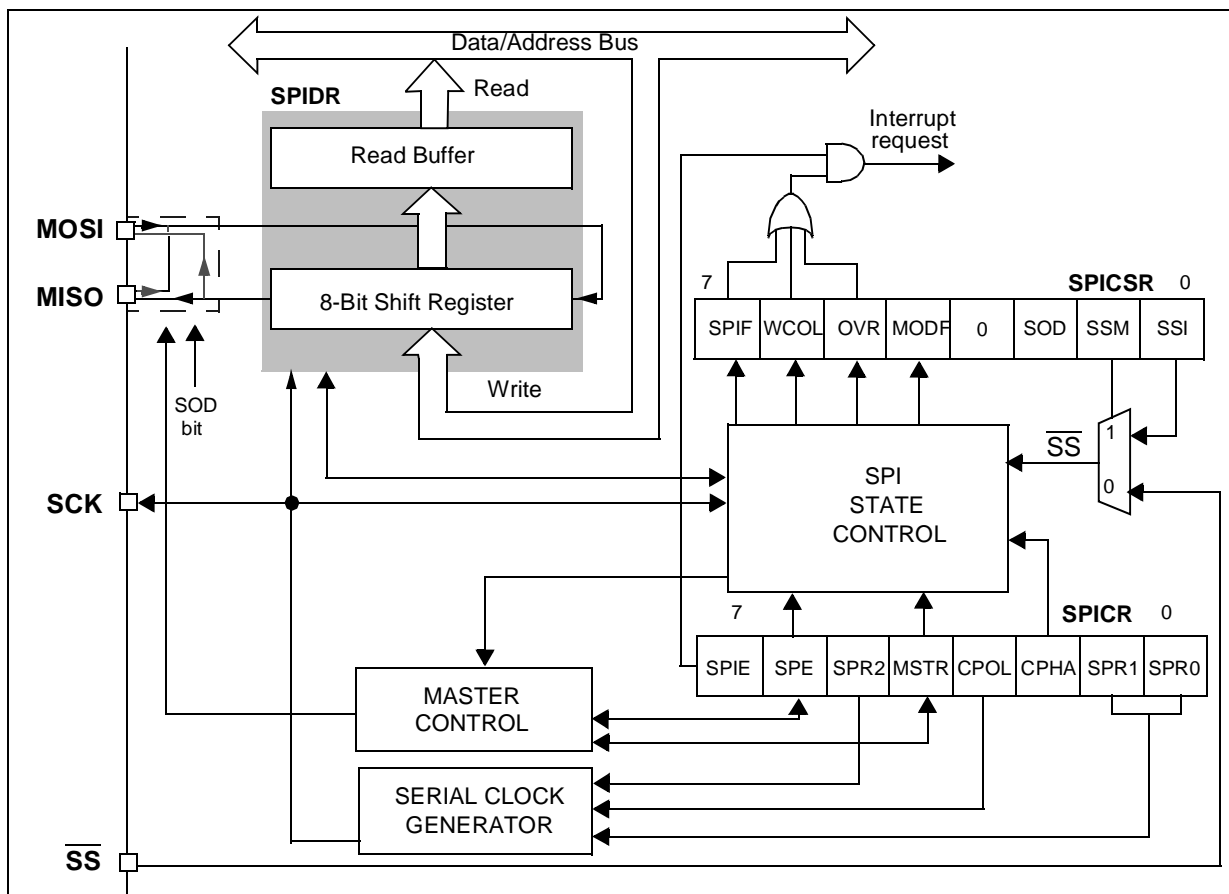 Data/Address Bus
SPIDR
Read
Read Buffer
Interrupt
request
MOSI
MISO
8-Bit Shift Register
7
SPICSR
0
SPIF
WCOL
OVR
MODF
0
SOD
SSM
SSI
Write
SOD
bit
1
SS
0
SCK
SPI
STATE
CONTROL
7
SPICR
0
SPIE
SPE
SPR2
MSTR
CPOL
CPHA
SPR1
SPR0
MASTER
CONTROL
SERIAL CLOCK
GENERATOR
SS